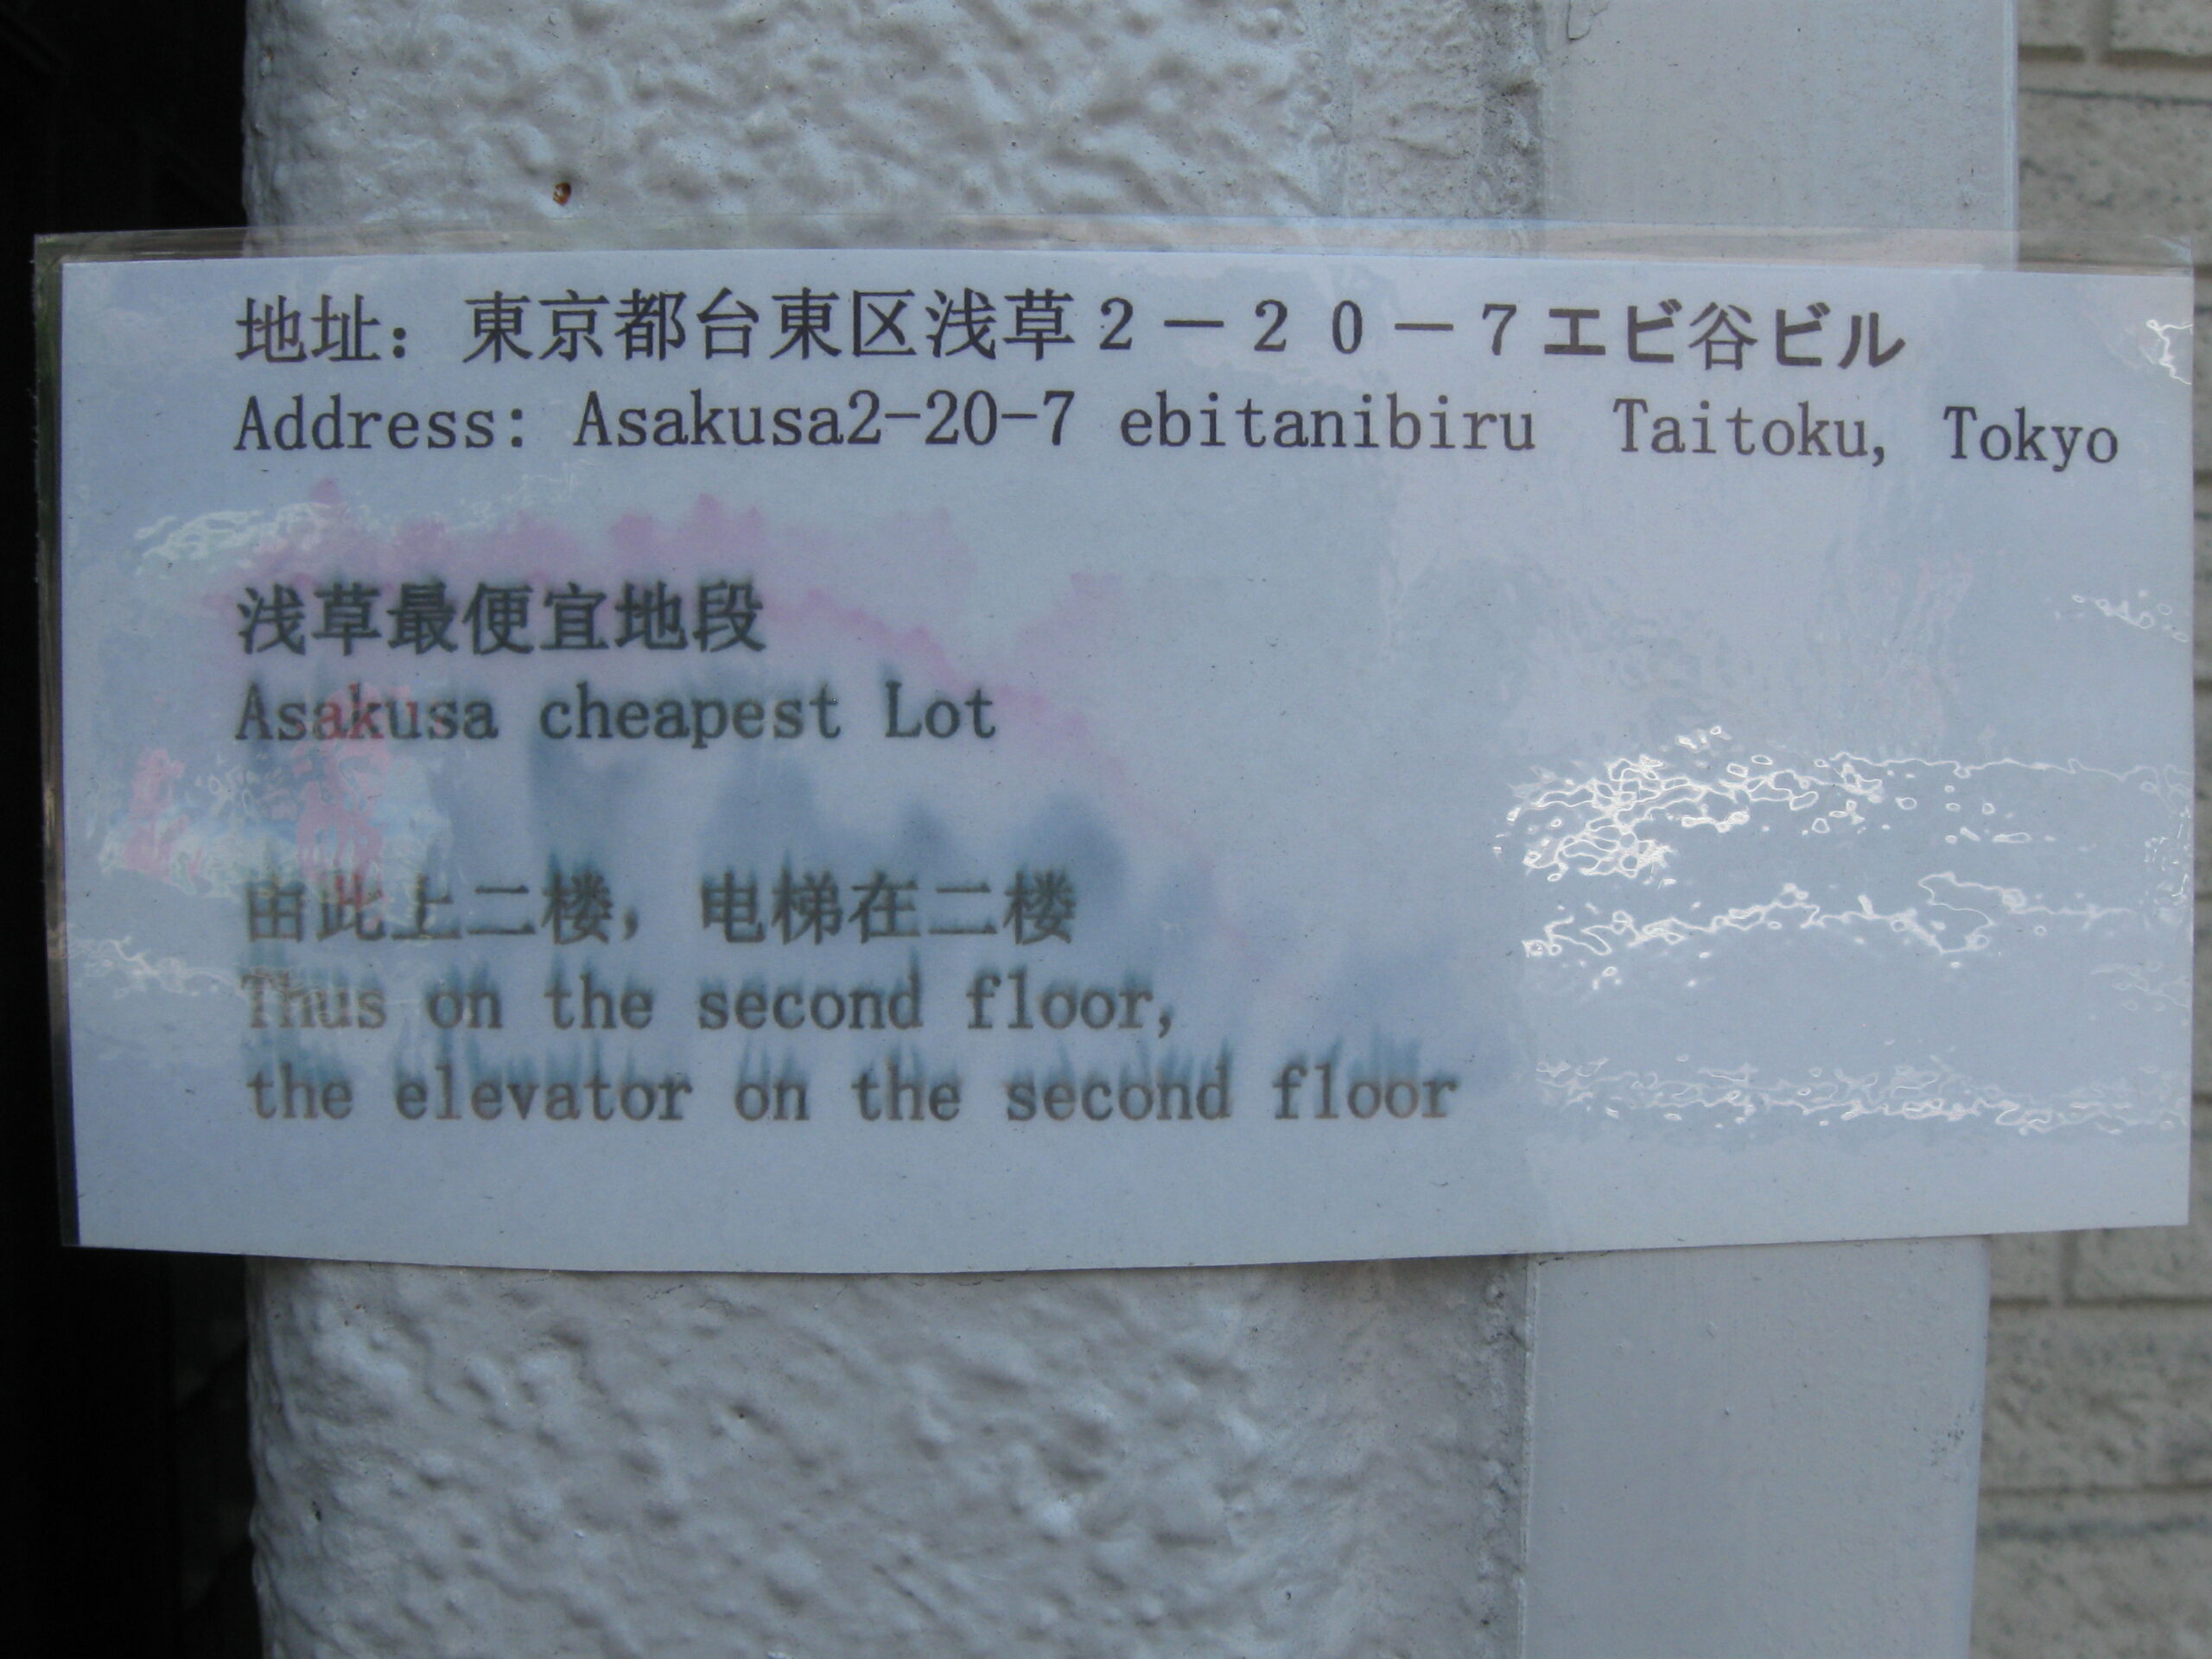 地址：東京都台東区浅草２－２０－７エビ谷ビル
Address: Asakusa2-20-7 ebitanibiru Taitoku, Tokyo
浅草最便宜地段
Asakusa cheapest Lot
由此上二楼，电梯在二楼
Thus on the second floor,
the elevator on the second floor